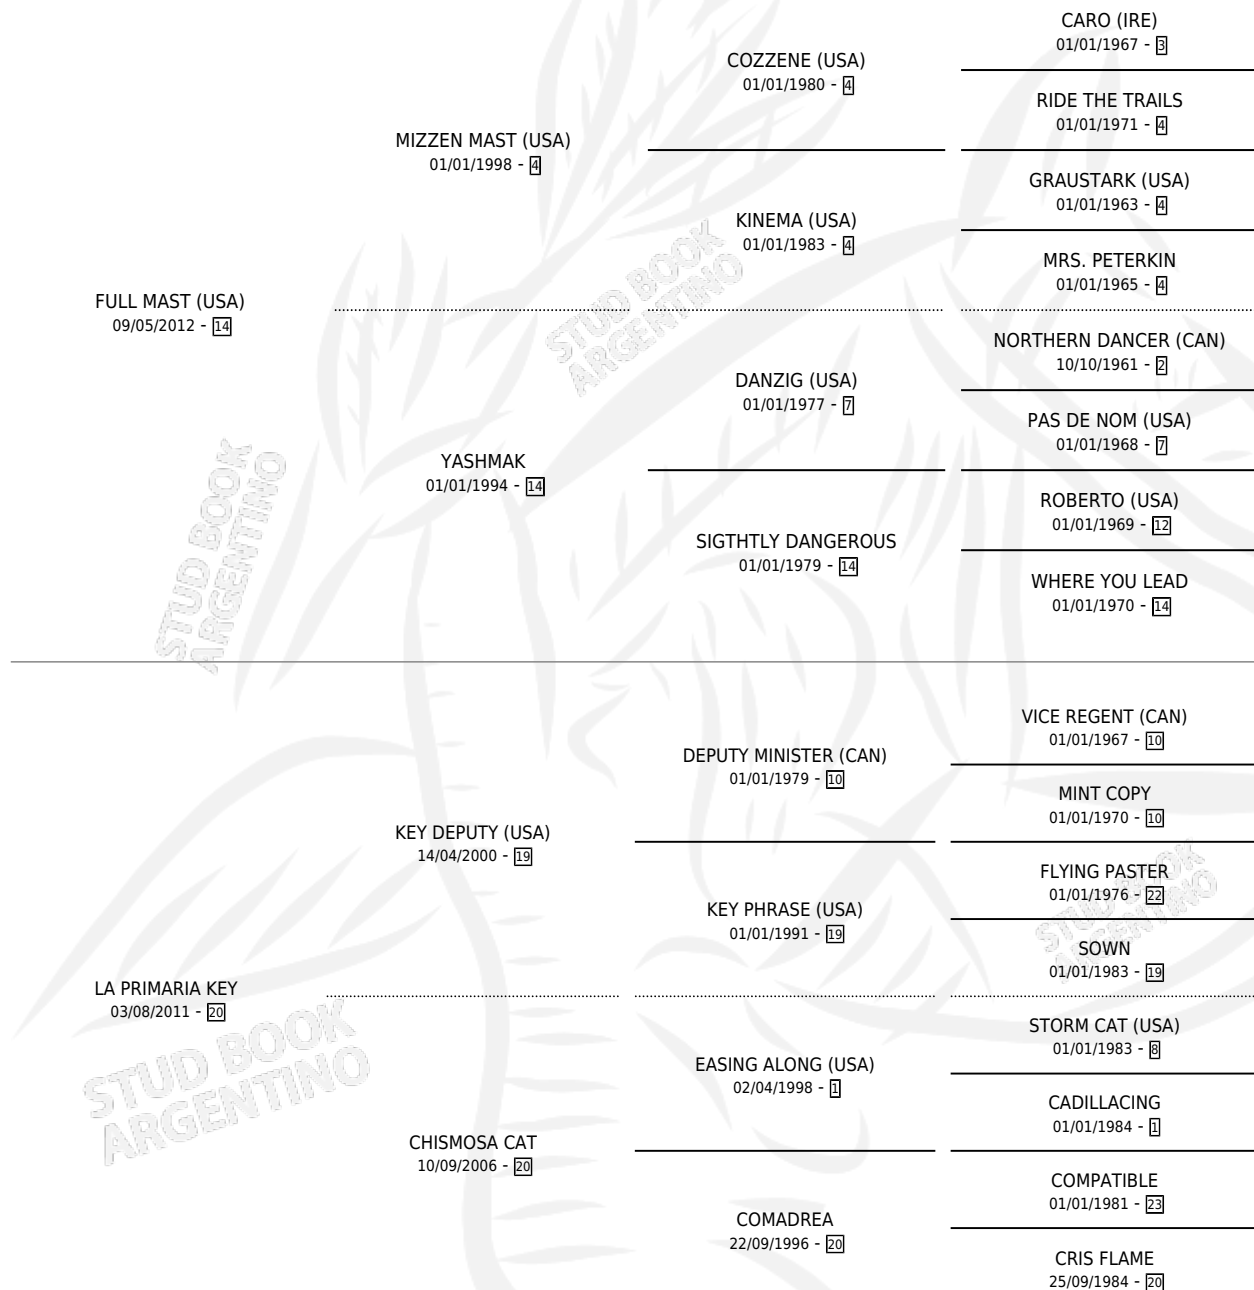 CARO (IRE)
01/01/1967 - 3
COZZENE (USA)
01/01/1980 - 4
RIDE THE TRAILS
01/01/1971 - 4
MIZZEN MAST (USA)
01/01/1998 - 4
GRAUSTARK (USA)
01/01/1963 - 4
KINEMA (USA)
01/01/1983 - 4
MRS. PETERKIN
01/01/1965 - 4
FULL MAST (USA)
09/05/2012 - 14
NORTHERN DANCER (CAN)
10/10/1961 - 2
DANZIG (USA)
01/01/1977 - 7
PAS DE NOM (USA)
01/01/1968 - 7
YASHMAK
01/01/1994 - 14
ROBERTO (USA)
01/01/1969 - 12
SIGTHTLY DANGEROUS
01/01/1979 - 14
WHERE YOU LEAD
01/01/1970 - 14
VICE REGENT (CAN)
01/01/1967 - 10
DEPUTY MINISTER (CAN)
01/01/1979 - 10
MINT COPY
01/01/1970 - 10
KEY DEPUTY (USA)
14/04/2000 - 19
FLYING PASTER
01/01/1976 - 22
KEY PHRASE (USA)
01/01/1991 - 19
SOWN
01/01/1983 - 19
LA PRIMARIA KEY
03/08/2011 - 20
STORM CAT (USA)
01/01/1983 - 8
EASING ALONG (USA)
02/04/1998 - 1
CADILLACING
01/01/1984 - 1
CHISMOSA CAT
10/09/2006 - 20
COMPATIBLE
01/01/1981 - 23
COMADREA
22/09/1996 - 20
CRIS FLAME
25/09/1984 - 20
STUD BOOK
ARGENTINO
STUD BOOK
ARGENTINO
STUD BOOK
ARGENTINO
STUD BOOK
ARGENTINO